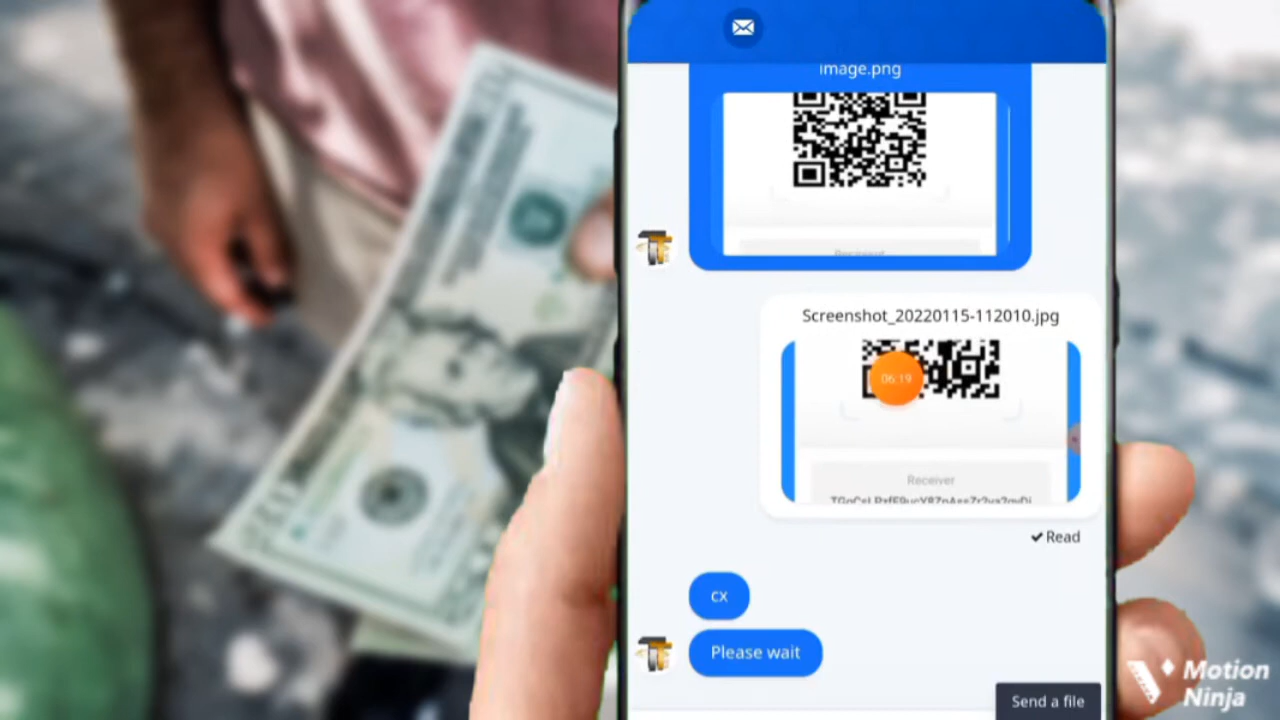 image.png
Screenshot_20220115-112010.jpg
06:19
Receiver
Read
cx
Please wait
Send a file
Motion
Ninja